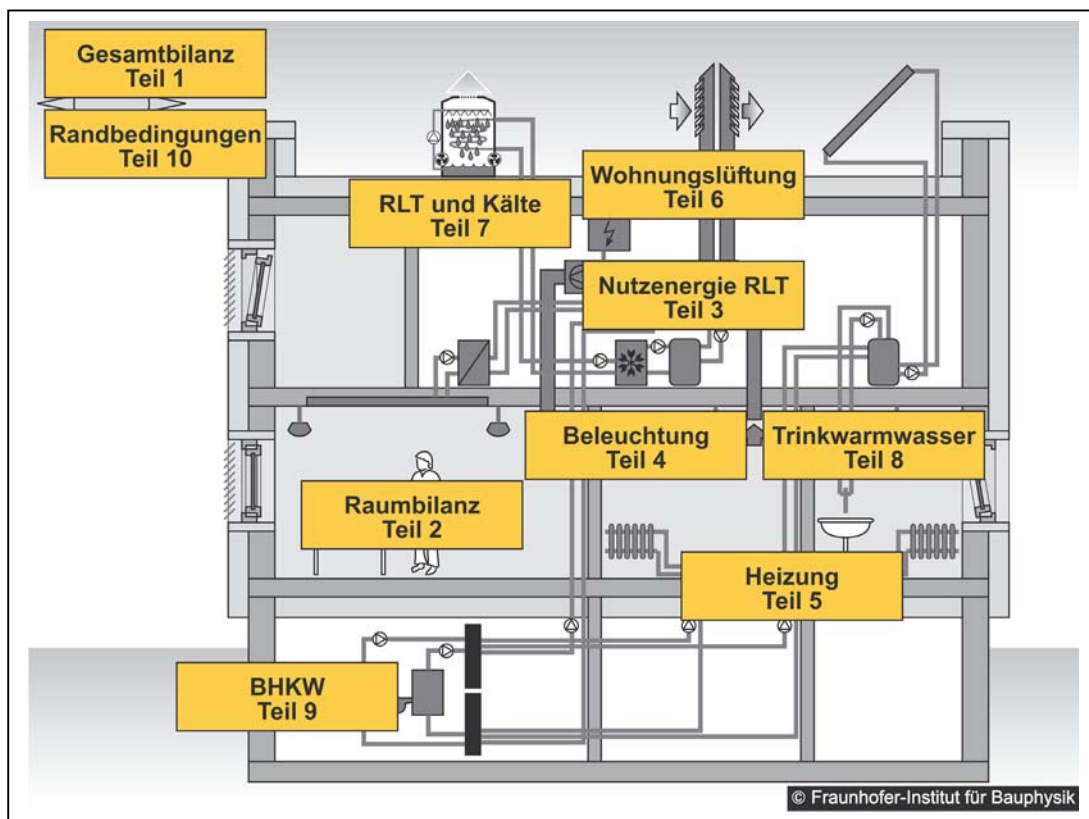 Gesamtbilanz
Teil 1
Randbedingungen
Teil 10
RLT und Kälte
Teil 7
Wohnungslüftung
Teil 6
Nutzenergie RLT
Teil 3
Beleuchtung
Teil 4
Trinkwarmwasser
Teil 8
Raumbilanz
Teil 2
Heizung
Teil 5
BHKW
Teil 9
© Fraunhofer-Institut für Bauphysik